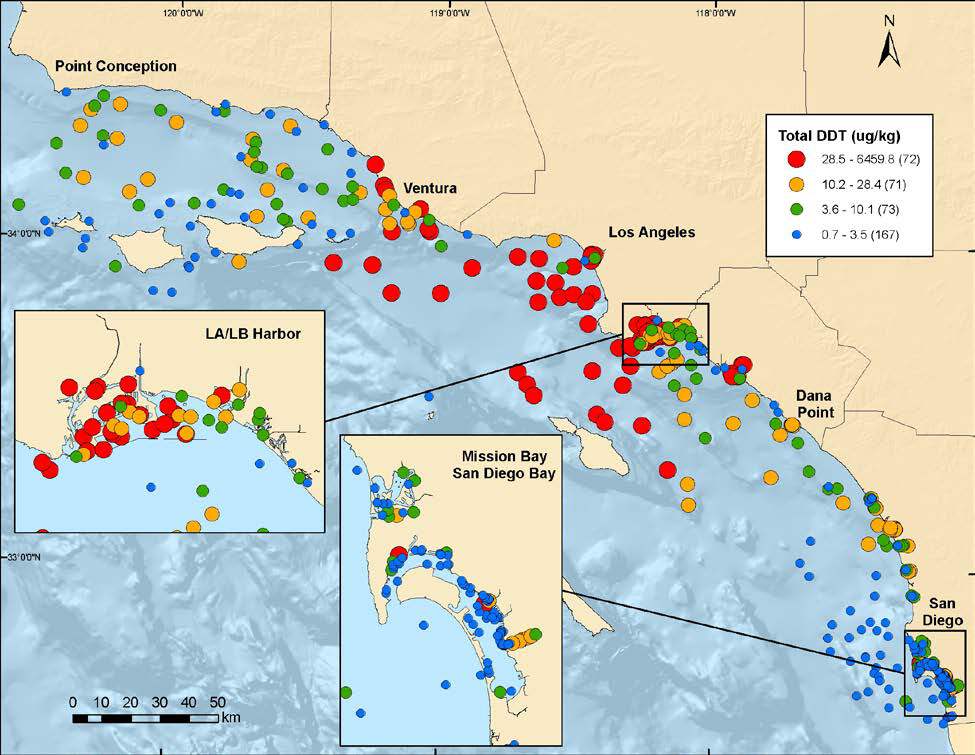 120°0'0"W
119°0'0"W
118°0'0"W
N
Point Conception
Total DDT (ug/kg)
28.5 - 6459.8 (72)
10.2 - 28.4 (71)
3.6 - 10.1 (73)
0.7 - 3.5 (167)
Ventura
34°0'0"N
Los Angeles
LA/LB Harbor
Dana
Point
Mission Bay
San Diego Bay
33°0'0"N
San
Diego
0 10 20 30 40 50
km